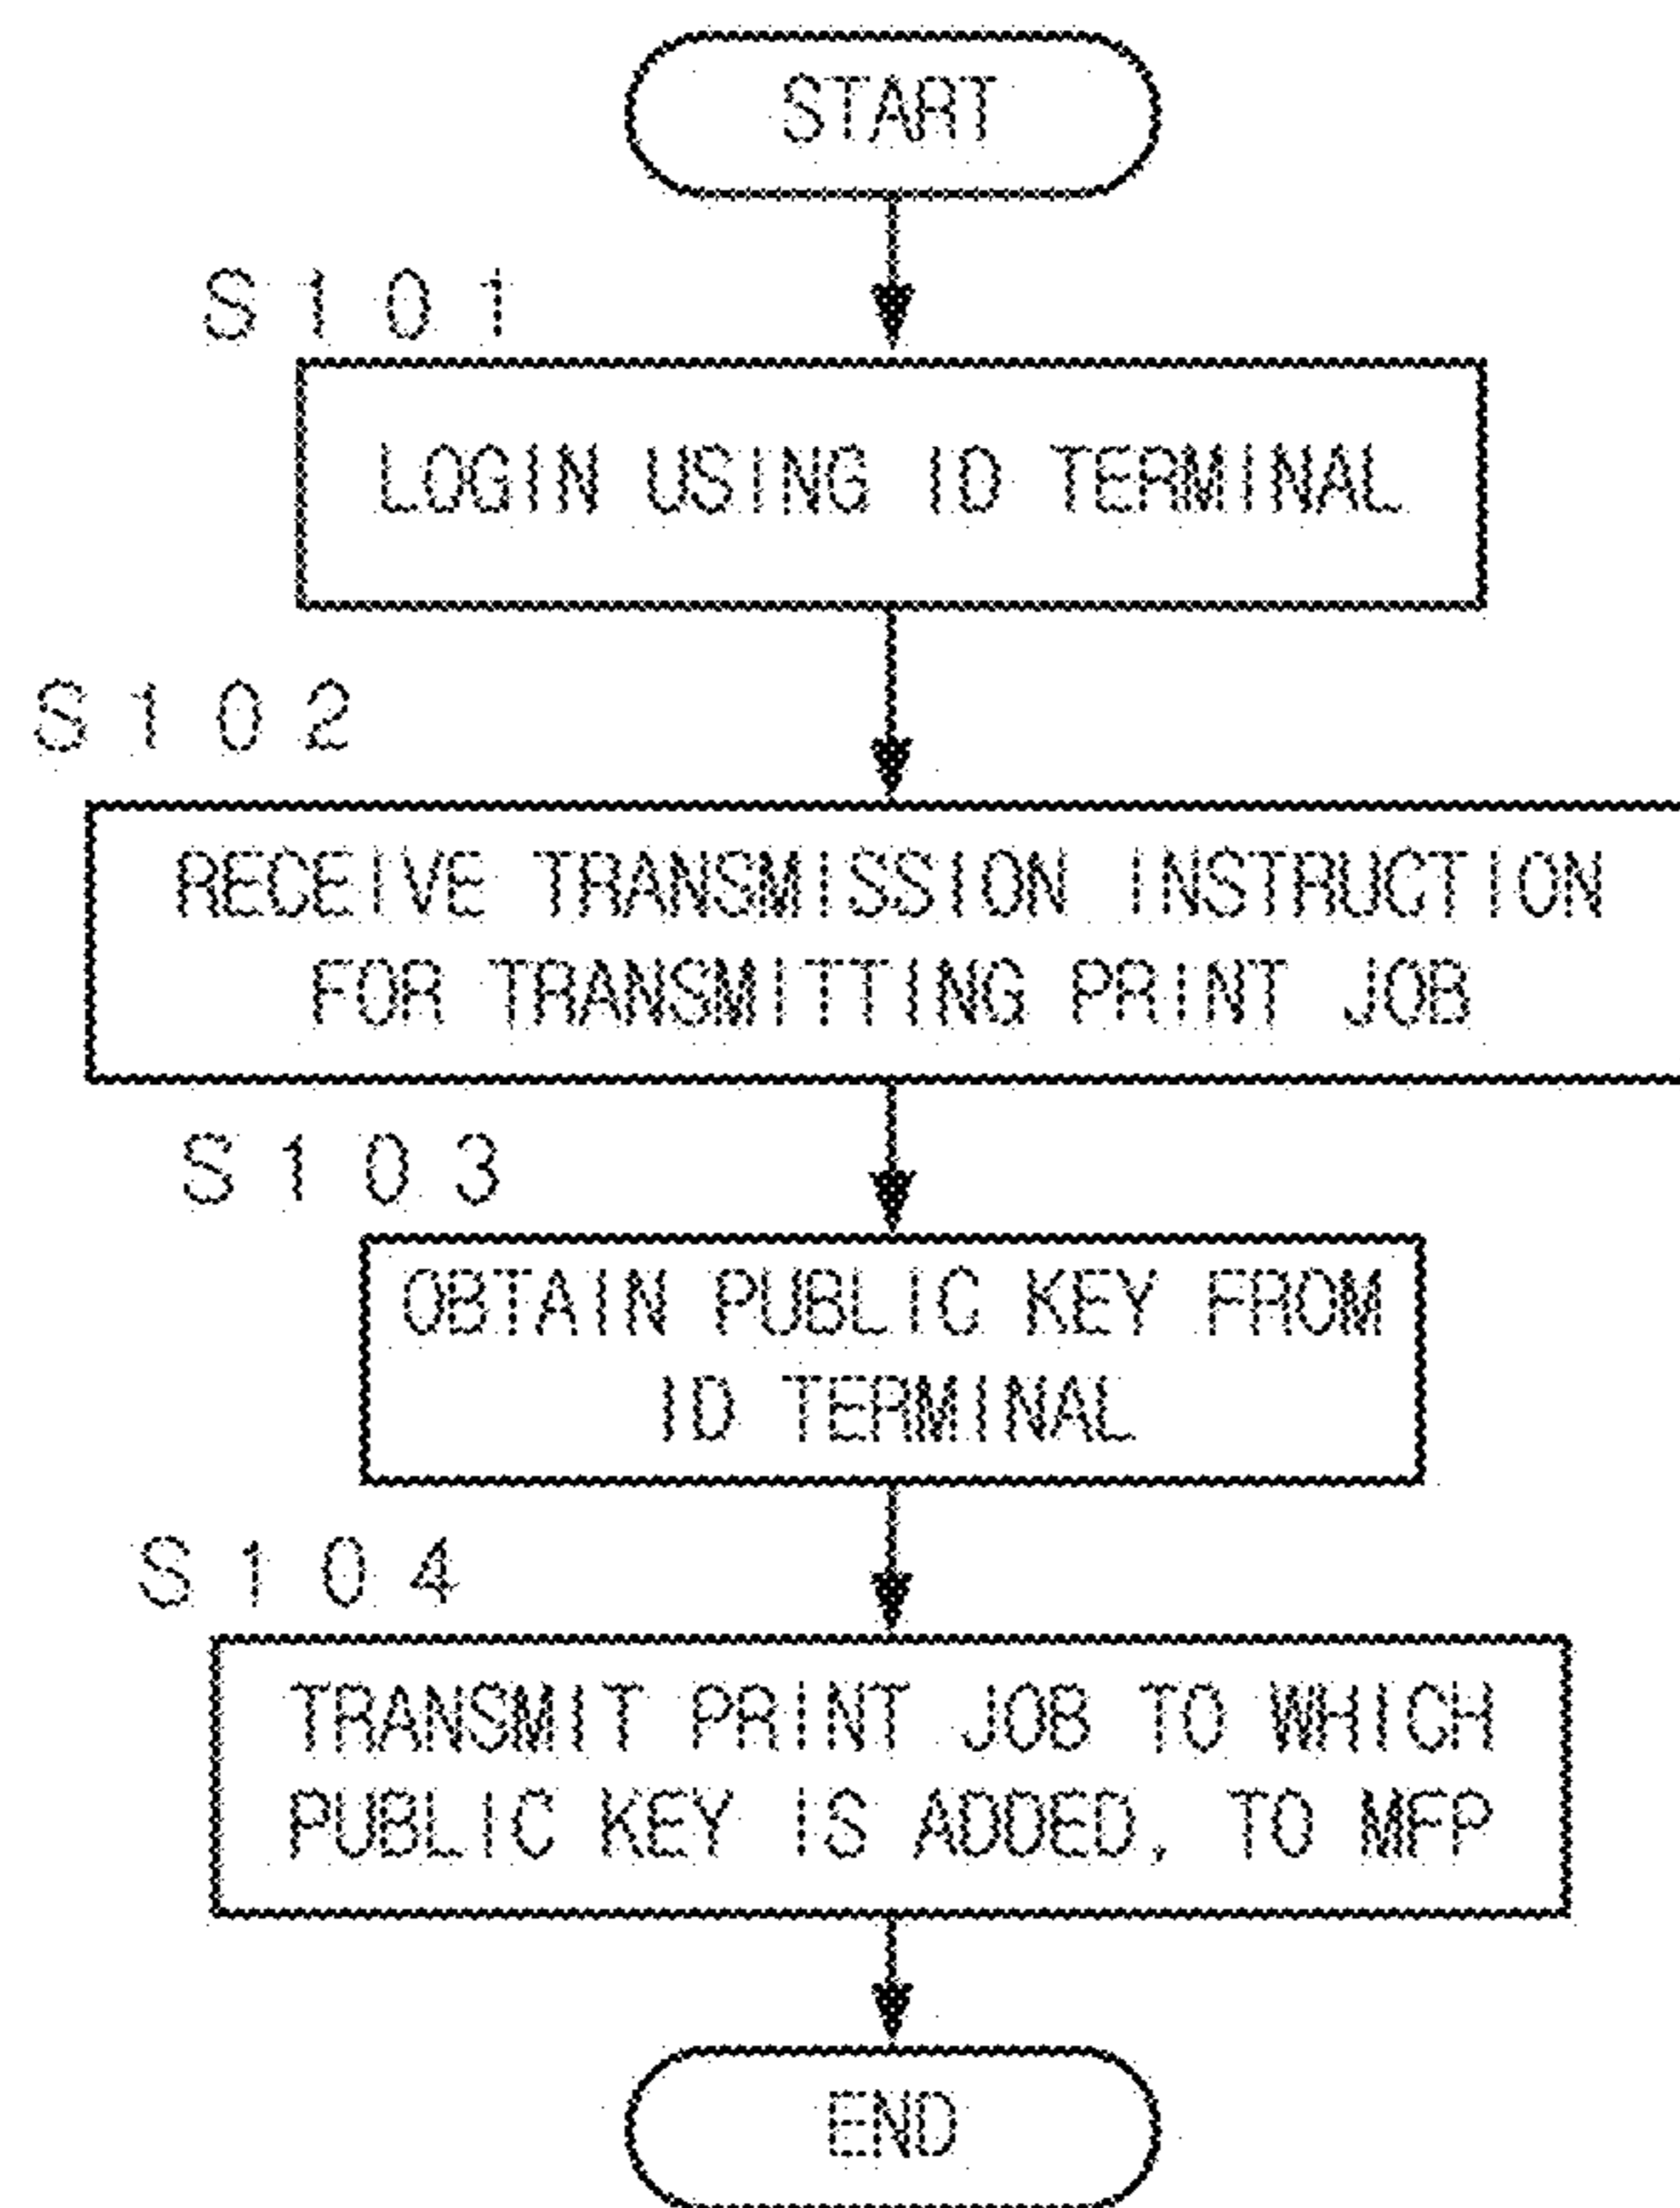 START
S101
LOGIN USING ID TERMINAL
S102
RECEIVE TRANSMISSION INSTRUCTION
FOR TRANSMITTING PRINT JOB
S103
OBTAIN PUBLIC KEY FROM
ID TERMINAL
S104
TRANSMIT PRINT JOB TO WHICH
PUBLIC KEY IS ADDED, TO MFP
END